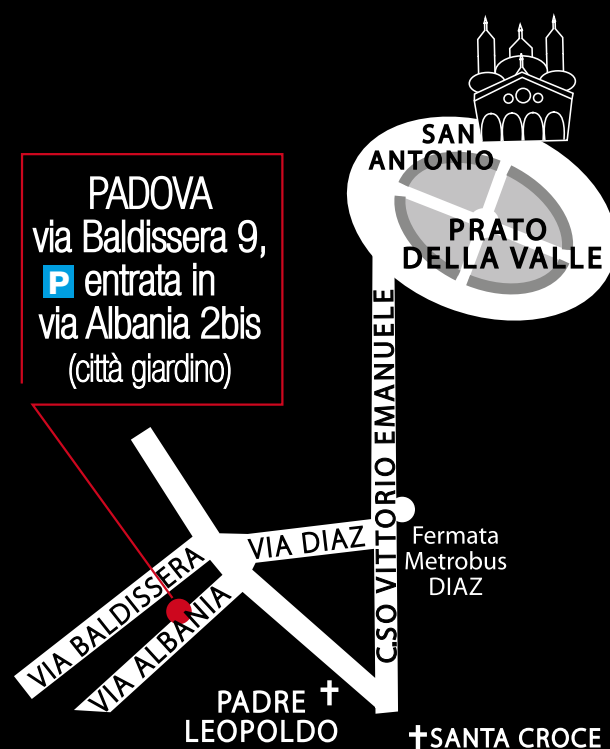 SAN
ANTONIO
PRATO
DELLA VALLE
PADOVA
via Baldissera 9,
P entrata in
via Albania 2bis
(città giardino)
C.SO VITTORIO EMANUELE
VIA DIAZ
Fermata
Metrobus
DIAZ
VIA BALDISSERA
VIA ALBANIA
PADRE
LEOPOLDO
SANTA CROCE